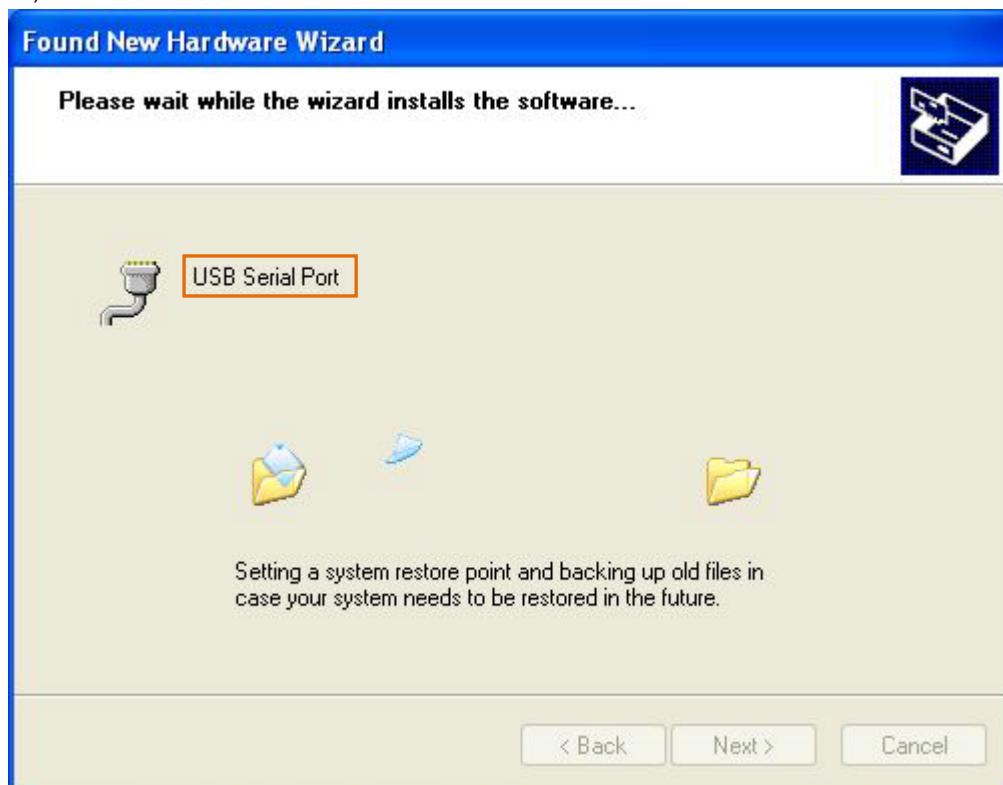 Found New Hardware Wizard
Please wait while the wizard installs the software...
USB Serial Port
Setting a system restore point and backing up old files in
case your system needs to be restored in the future.
< Back Next > Cancel